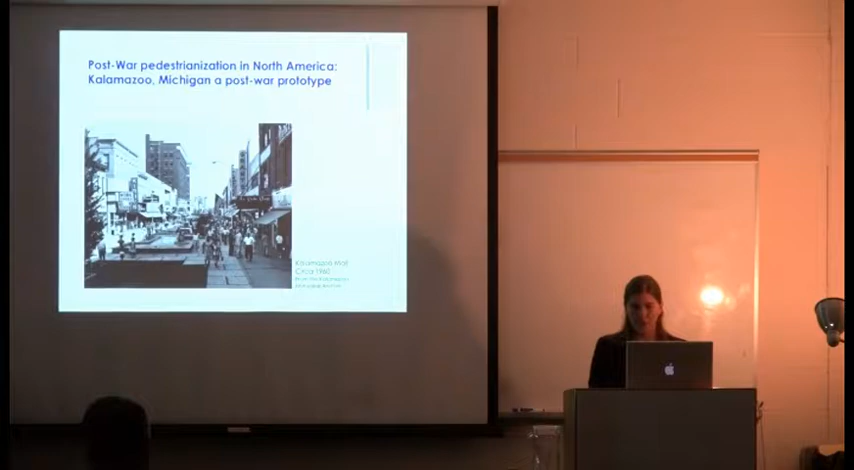 Post-War pedestrianization in North America:
Kalamazoo, Michigan a post-war prototype
Kalamazoo Mall
Circa 1960